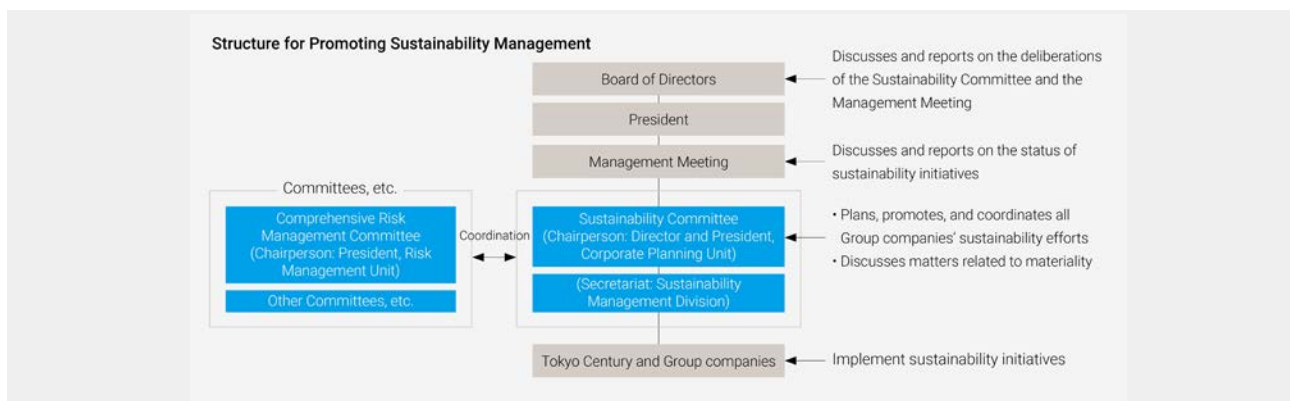 Structure for Promoting Sustainability Management
Board of Directors
Discusses and reports on the deliberations
of the Sustainability Committee and the
Management Meeting
President
Management Meeting
Discusses and reports on the status of
sustainability initiatives
Committees, etc.
Comprehensive Risk
Management Committee
(Chairperson: President, Risk
Management Unit)
Other Committees, etc.
Coordination
Sustainability Committee
(Chairperson: Director and President,
Corporate Planning Unit)
(Secretariat: Sustainability
Management Division)
• Plans, promotes, and coordinates all
Group companies' sustainability efforts
• Discusses matters related to materiality
Tokyo Century and Group companies
Implement sustainability initiatives